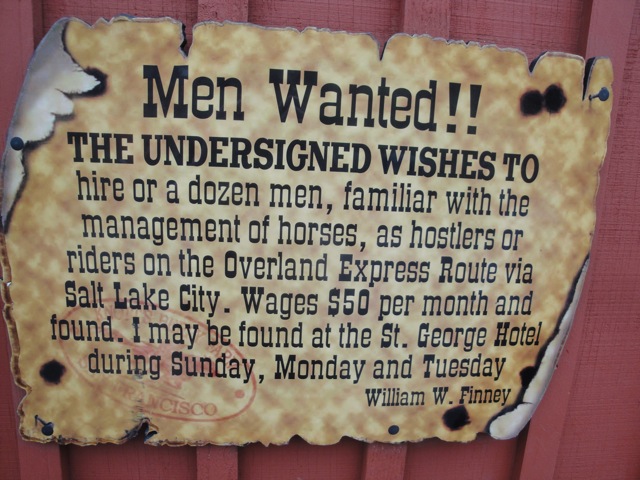 Men Wanted!!
THE UNDERSIGNED WISHES TO
hire or a dozen men, familiar with the
management of horses, as hostlers or
riders on the Overland Express Route via
Salt Lake City. Wages $50 per month and
found. I may be found at the St. George Hotel
during Sunday, Monday and Tuesday
William W. Finney
FRANCISCO